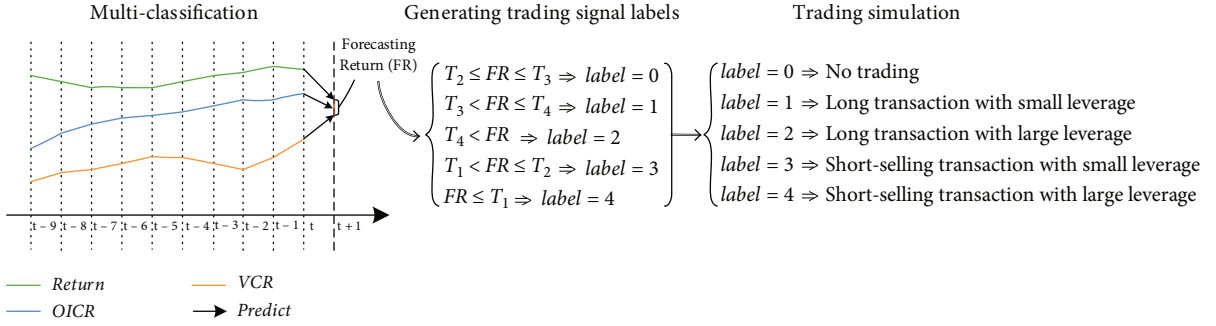 Multi-classification
Generating trading signal labels
Trading simulation
Forecasting
Return (FR)
T2 ≤ FR ≤ T3 ⇒ label = 0
T3 < FR ≤ T4 ⇒ label = 1
T4 < FR ⇒ label = 2
T1 < FR ≤ T2 ⇒ label = 3
FR ≤ T1 ⇒ label = 4
label = 0 ⇒ No trading
label = 1 ⇒ Long transaction with small leverage
label = 2 ⇒ Long transaction with large leverage
label = 3 ⇒ Short-selling transaction with small leverage
label = 4 ⇒ Short-selling transaction with large leverage
t − 9 t − 8 t − 7 t − 6 t − 5 t − 4 t − 3 t − 2 t − 1 t t + 1
Return
VCR
OICR
Predict